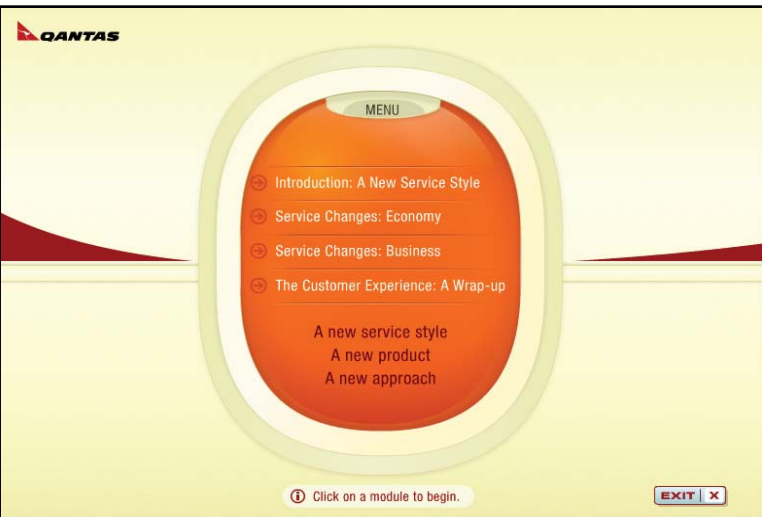 QANTAS
MENU
Introduction: A New Service Style
Service Changes: Economy
Service Changes: Business
The Customer Experience: A Wrap-up
A new service style
A new product
A new approach
Click on a module to begin.
EXIT | X